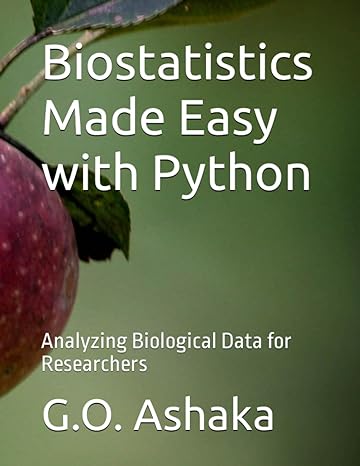 Biostatistics
Made Easy
with Python
Analyzing Biological Data for
Researchers
G.O. Ashaka